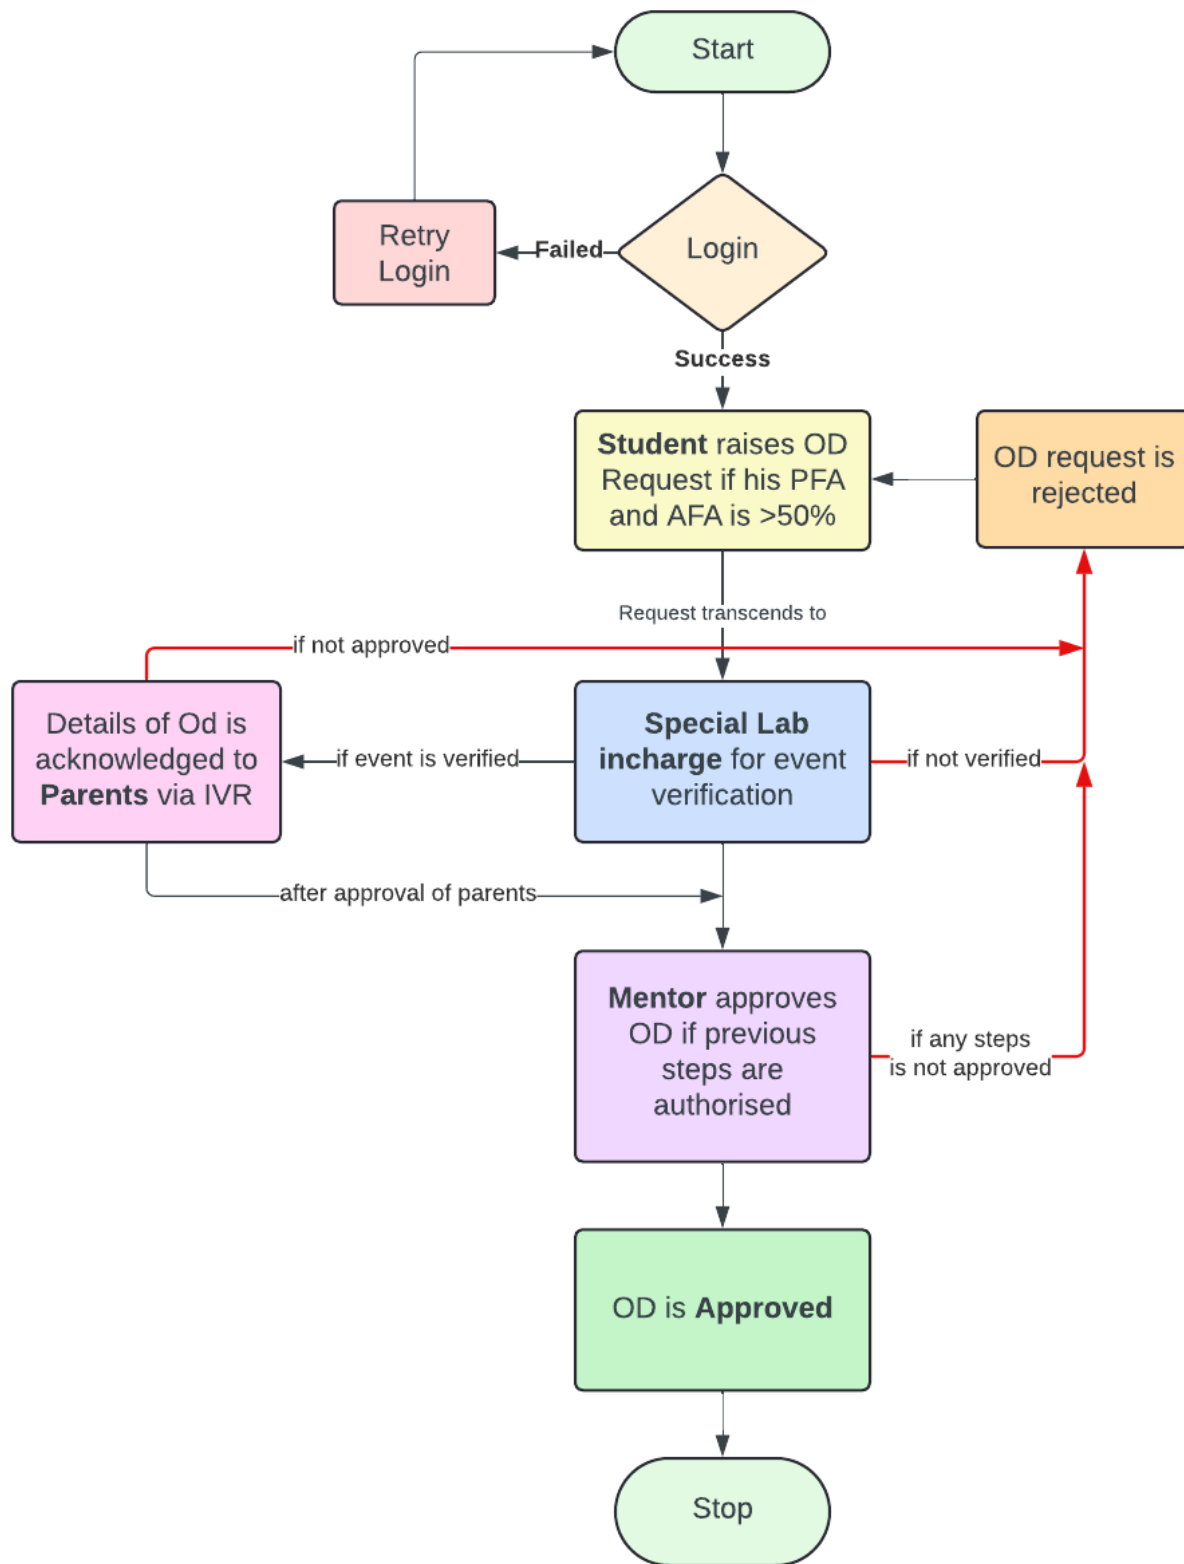 Start
Retry
Login
Failed
Login
Success
Student raises OD
Request if his PFA
and AFA is >50%
OD request is
rejected
Request transcends to
if not approved
Details of Od is
acknowledged to
Parents via IVR
if event is verified
Special Lab
incharge for event
verification
if not verified
after approval of parents
Mentor approves
OD if previous
steps are
authorised
if any steps
is not approved
OD is Approved
Stop